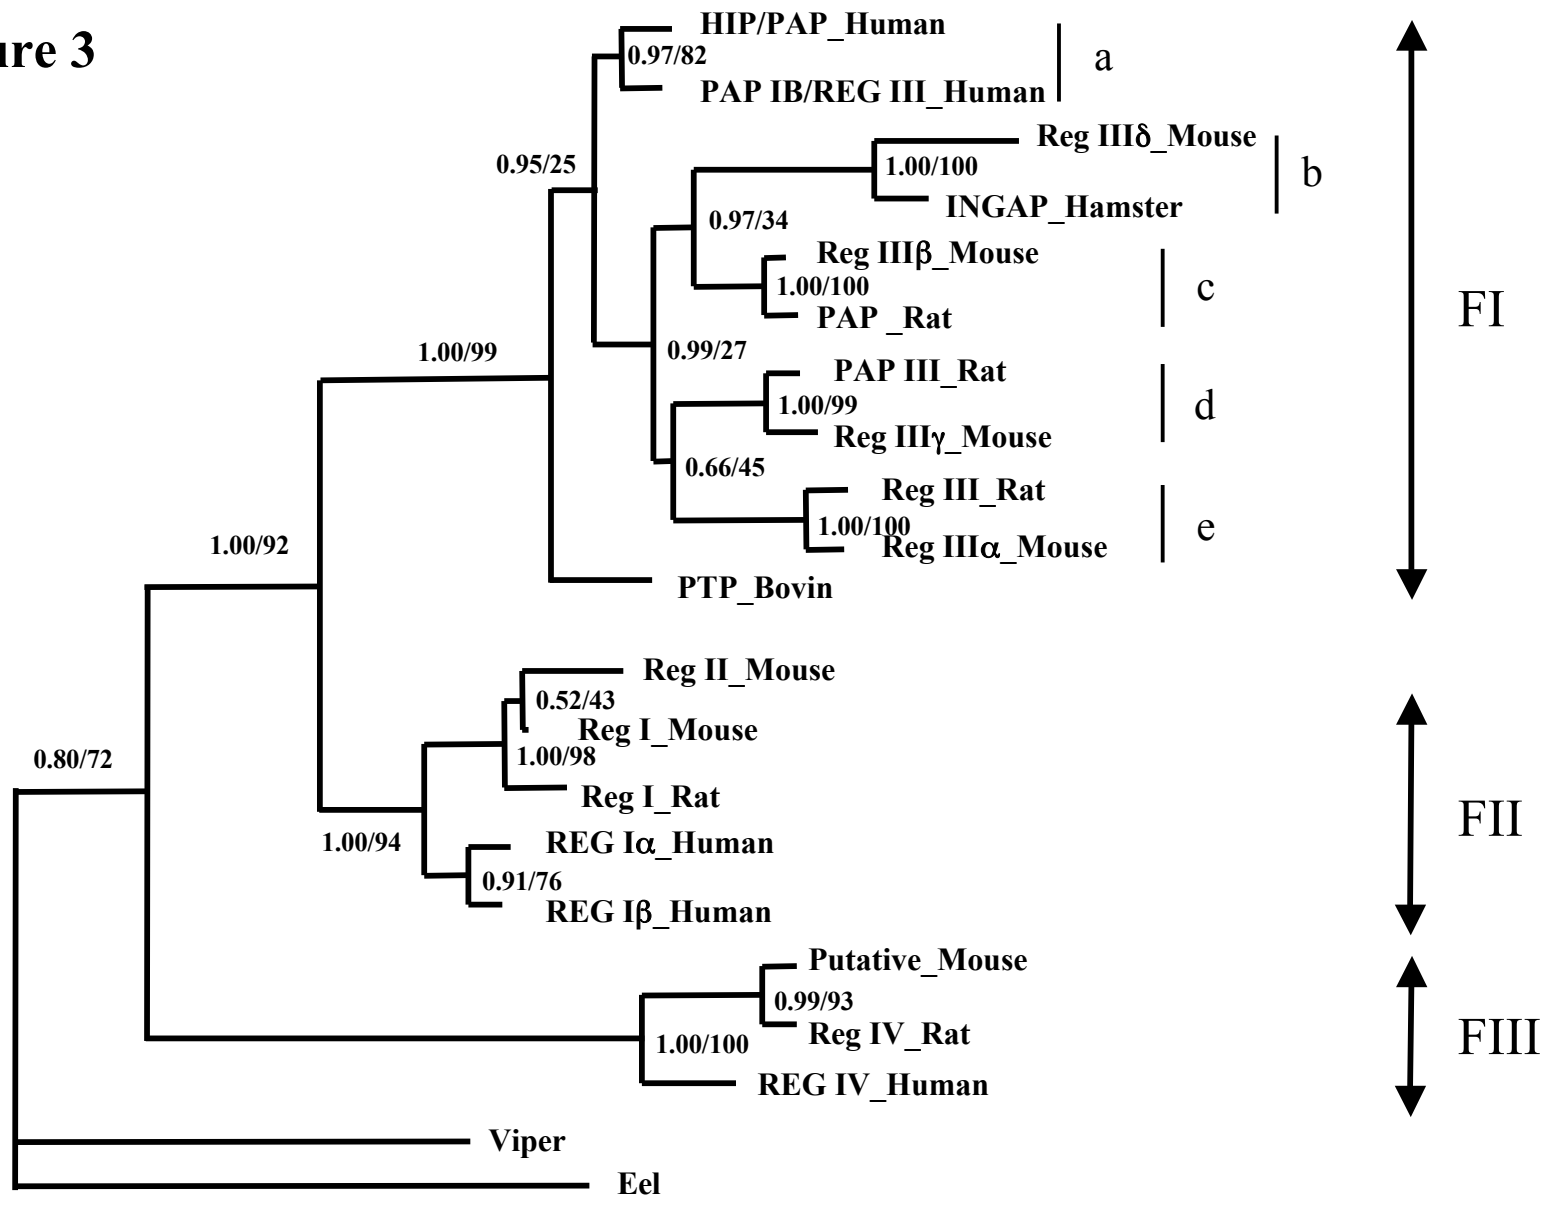 ure 3
HIP/PAP_Human
0.97/82
a
PAP IB/REG III_Human
Reg IIIδ_Mouse
0.95/25
1.00/100
b
INGAP_Hamster
0.97/34
Reg IIIβ_Mouse
1.00/100
c
FI
PAP _Rat
1.00/99
0.99/27
PAP III_Rat
1.00/99
d
Reg IIIγ_Mouse
0.66/45
Reg III_Rat
1.00/100
e
Reg IIIα_Mouse
1.00/92
PTP_Bovin
Reg II_Mouse
0.52/43
Reg I_Mouse
1.00/98
0.80/72
Reg I_Rat
FII
1.00/94
REG Iα_Human
0.91/76
REG Iβ_Human
Putative_Mouse
0.99/93
Reg IV_Rat
1.00/100
FIII
REG IV_Human
Viper
Eel